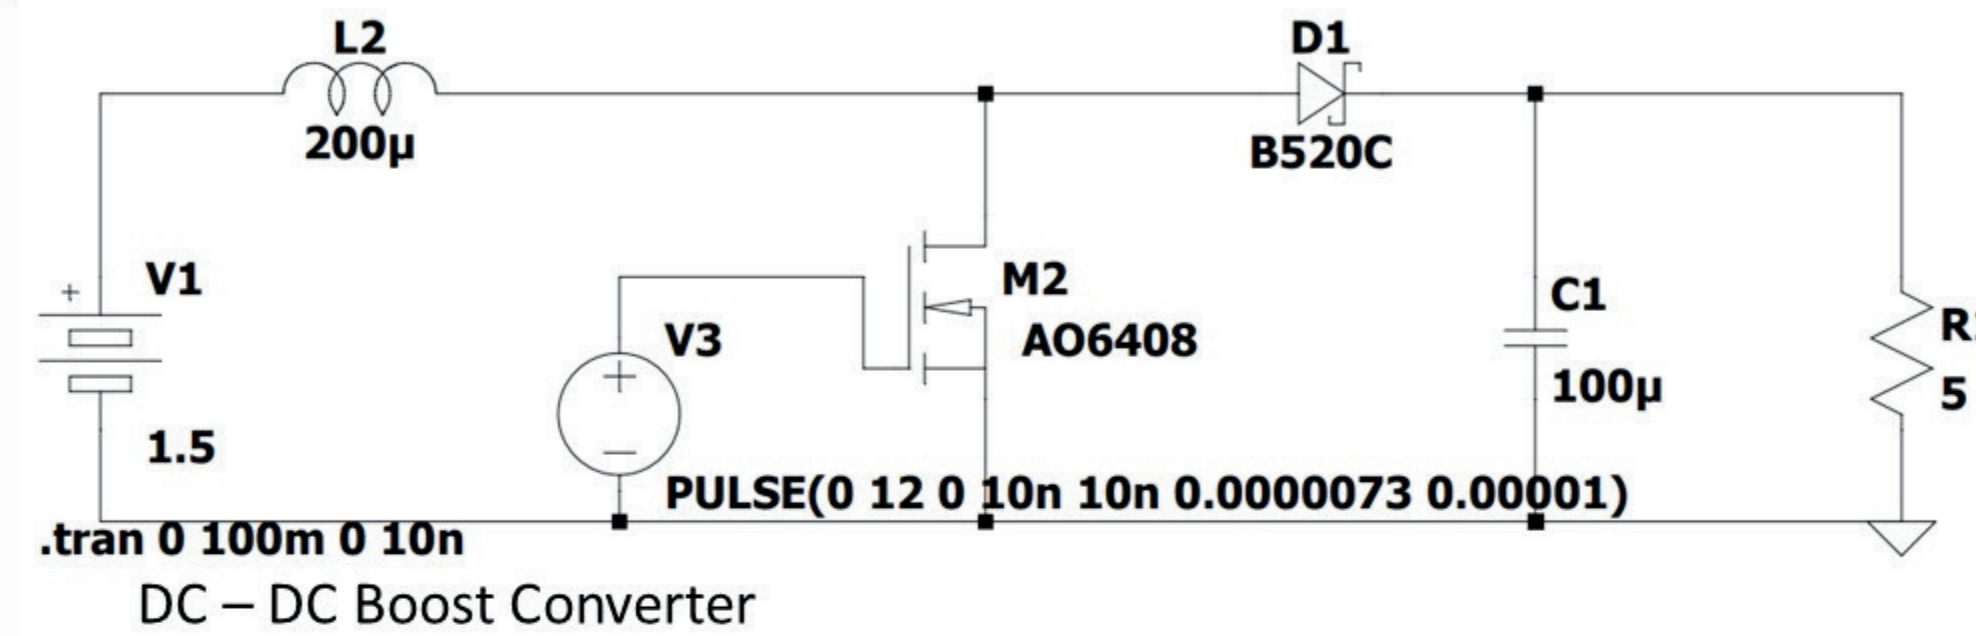 L2
200µ
D1
B520C
+
V1
1.5
V3
M2
AO6408
C1
100µ
5
PULSE(0 12 0 10n 10n 0.0000073 0.00001)
.tran 0 100m 0 10n
DC – DC Boost Converter